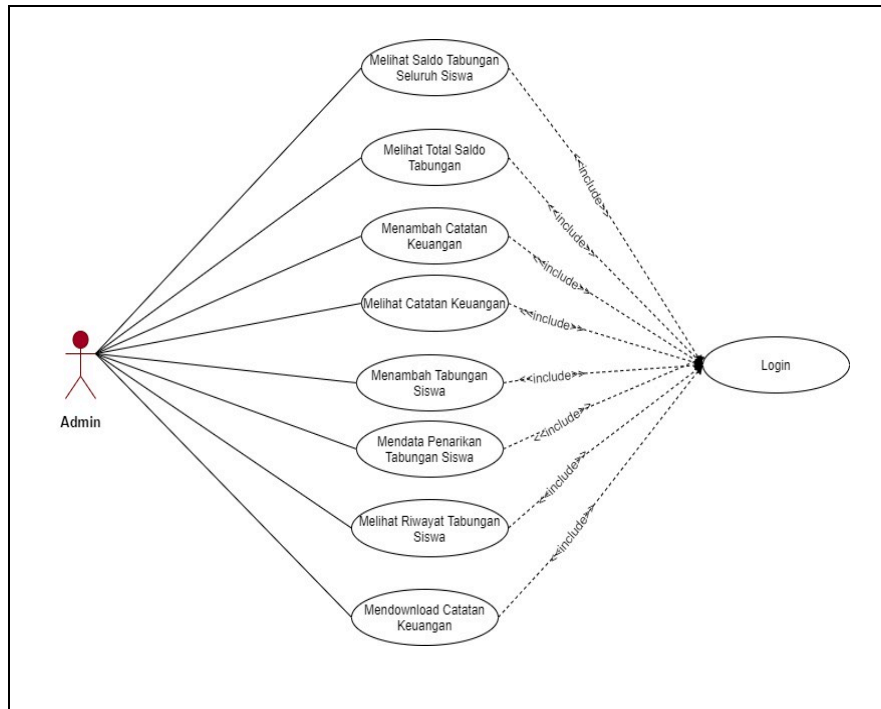 Melihat Saldo Tabungan
Seluruh Siswa
<<include>>
Melihat Total Saldo
Tabungan
<<include>>
Menambah Catatan
Keuangan
<<include>>
Melihat Catatan Keuangan
<<include>>
Admin
Menambah Tabungan
Siswa
<<include>>
Login
Mendata Penarikan
Tabungan Siswa
<<include>>
Melihat Riwayat Tabungan
Siswa
<<include>>
Mendownload Catatan
Keuangan
<<include>>